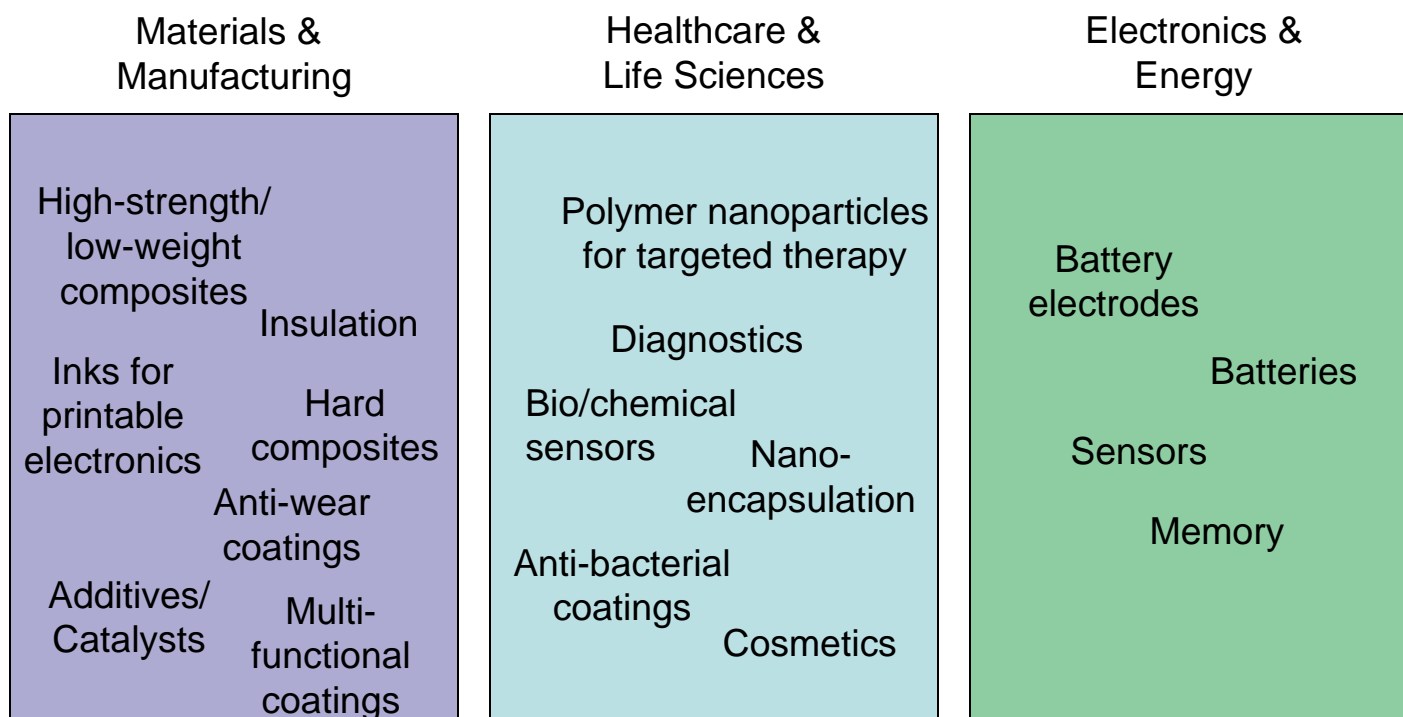 Materials &
Manufacturing
Healthcare &
Life Sciences
Electronics &
Energy
High-strength/
low-weight
composites
Insulation
Inks for
printable
electronics
Hard
composites
Anti-wear
coatings
Additives/
Catalysts
Multi-
functional
coatings
Polymer nanoparticles
for targeted therapy
Diagnostics
Bio/chemical
sensors
Nano-
encapsulation
Anti-bacterial
coatings
Cosmetics
Battery
electrodes
Batteries
Sensors
Memory